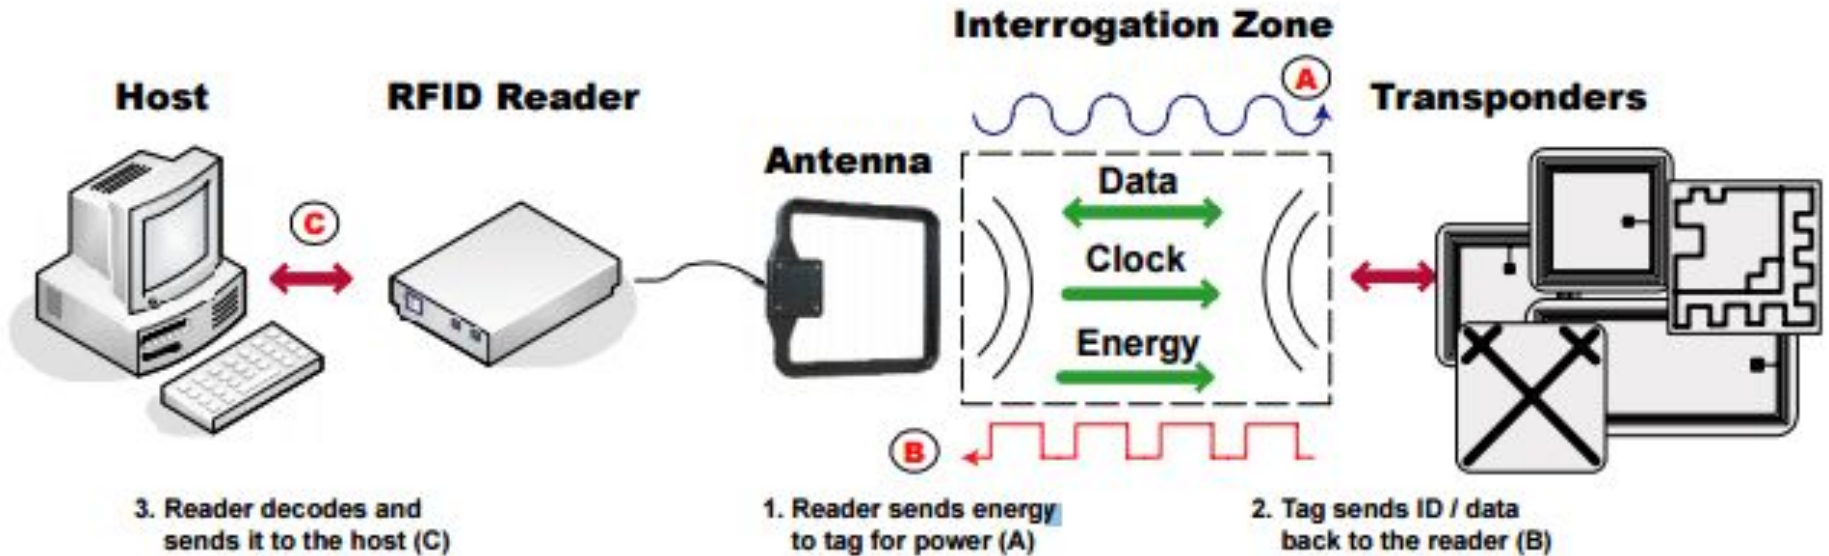 Interrogation Zone
A
Host
RFID Reader
Transponders
Antenna
Data
C
Clock
Energy
B
3. Reader decodes and
sends it to the host (C)
1. Reader sends energy
to tag for power (A)
2. Tag sends ID / data
back to the reader (B)